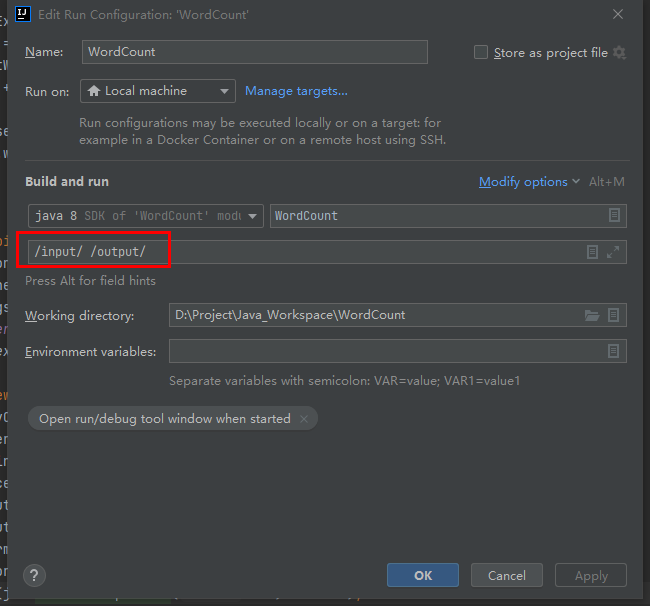 Edit Run Configuration: 'WordCount'
Name: WordCount Store as project file
Run on: Local machine Manage targets...
Run configurations may be executed locally or on a target: for
example in a Docker Container or on a remote host using SSH.
Build and run Modify options Alt+M
java 8 SDK of 'WordCount' modu WordCount
/input/ /output/
Press Alt for field hints
Working directory: D:\Project\Java_Workspace\WordCount
Environment variables:
Separate variables with semicolon: VAR=value; VAR1=value1
Open run/debug tool window when started ×
? OK Cancel Apply